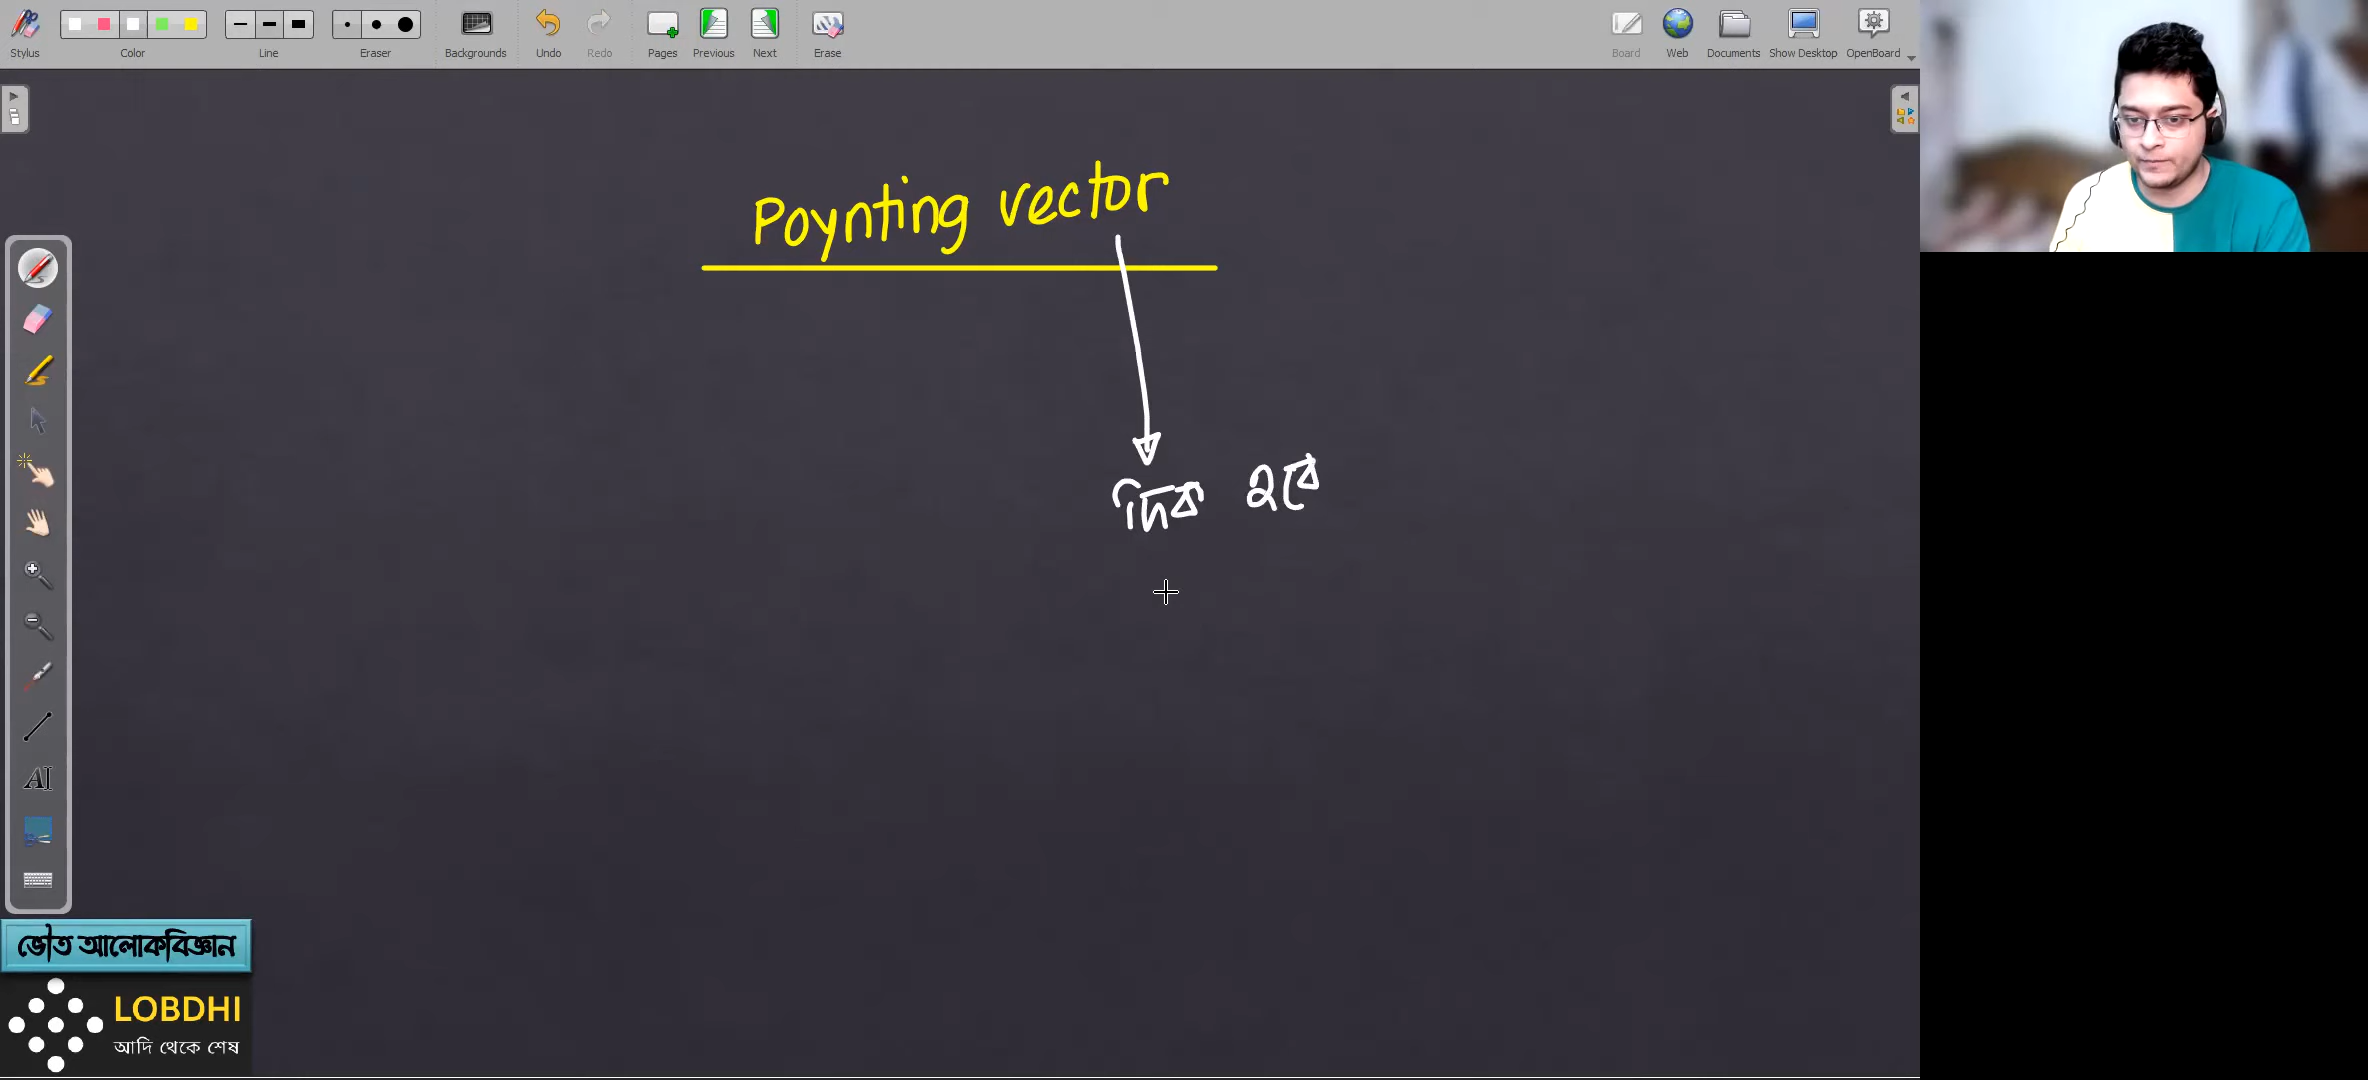 Stylus
Color
Line
Eraser
Backgrounds
Undo
Redo
Pages
Previous
Next
Erase
Board
Web
Documents
Show Desktop
OpenBoard
Poynting vector
দিক হবে
AI
ভৌত আলোকবিজ্ঞান
LOBDHI
আদি থেকে শেষ